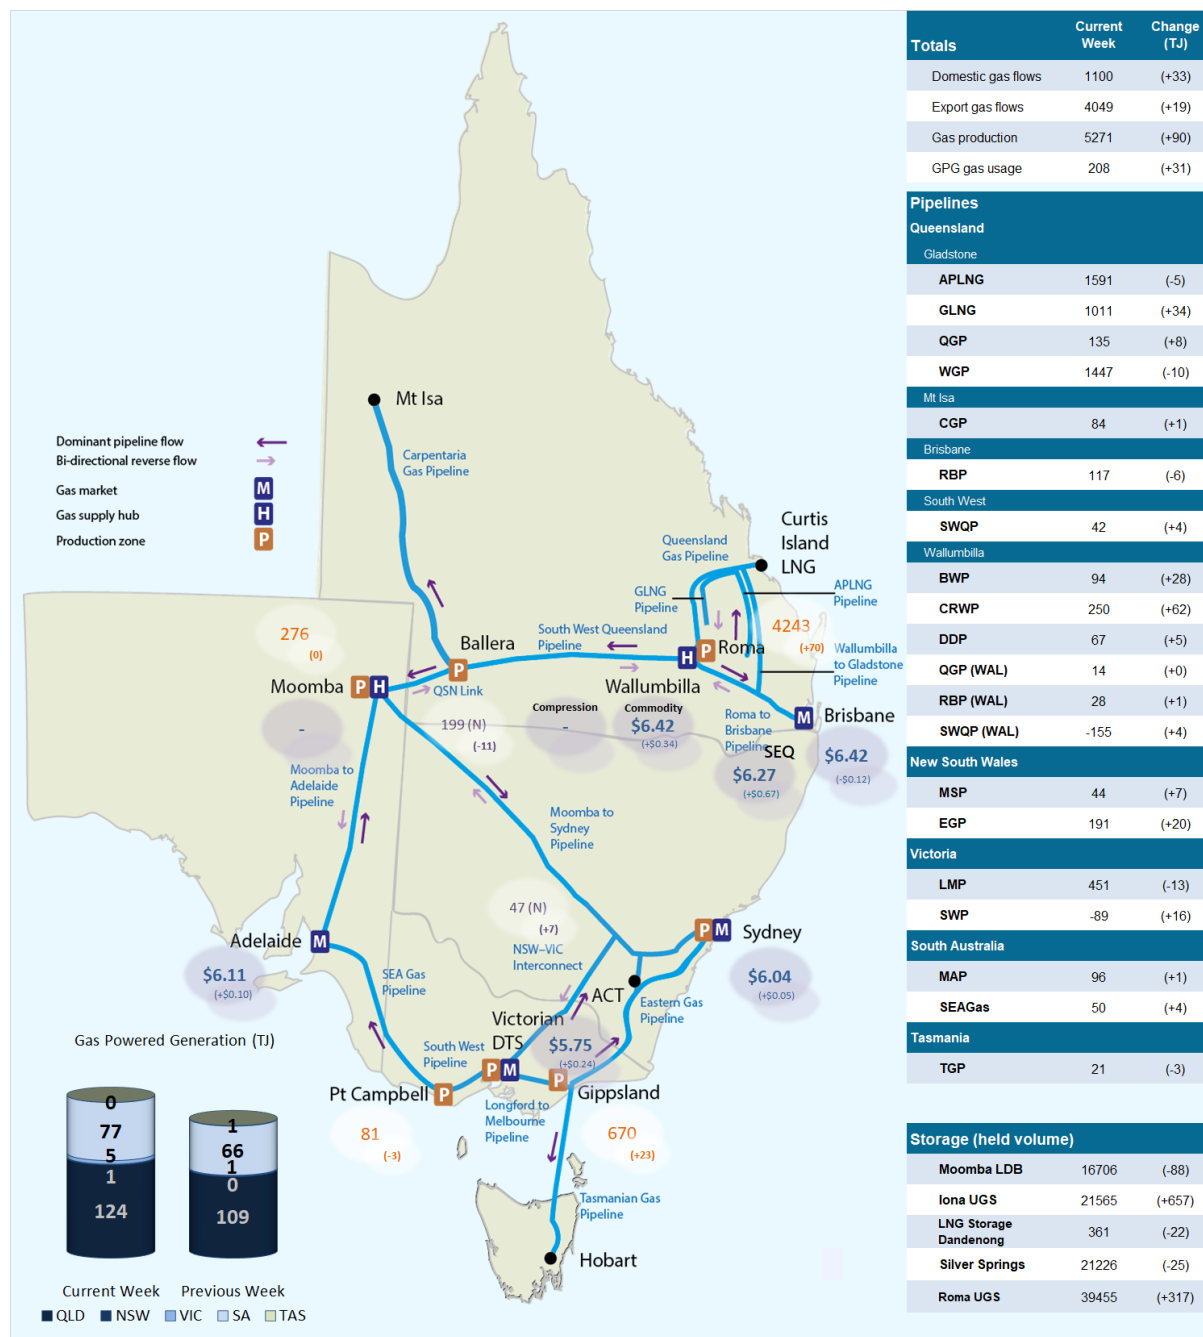 Mt Isa
Dominant pipeline flow
Bi-directional reverse flow
Gas market
M
Gas supply hub
H
Production zone
P
Carpentaria
Gas Pipeline
Curtis
Island
LNG
Queensland
Gas Pipeline
GLNG
Pipeline
APLNG
Pipeline
4243
(+70)
276
(0)
Ballera
P
South West Queensland
Pipeline
H
P
Roma
Wallumbilla
to Gladstone
Pipeline
Moomba
P
H
QSN Link
Wallumbilla
M
Brisbane
-
199 (N)
(-11)
Compression
-
Commodity
$6.42
(+$0.34)
Roma to
Brisbane
Pipeline
SEQ
$6.27
(+$0.67)
$6.42
(-$0.12)
Moomba to
Adelaide
Pipeline
Moomba to
Sydney
Pipeline
47 (N)
(+7)
NSW-VIC
Interconnect
Adelaide
M
P
M
Sydney
$6.11
(+$0.10)
SEA Gas
Pipeline
ACT
Eastern Gas
Pipeline
$6.04
(+$0.05)
Victorian
DTS
$5.75
(+$0.24)
South West
Pipeline
P
M
P
Gippsland
Pt Campbell
P
Longford to
Melbourne
Pipeline
81
(-3)
670
(+23)
Tasmanian Gas
Pipeline
Hobart
Gas Powered Generation (TJ)
0
77
5
1
124
1
66
1
0
109
Current Week
Previous Week
QLD
NSW
VIC
SA
TAS
Totals Current Week Change (TJ)
Domestic gas flows 1100 (+33)
Export gas flows 4049 (+19)
Gas production 5271 (+90)
GPG gas usage 208 (+31)
Pipelines
Queensland
Gladstone
APLNG 1591 (-5)
GLNG 1011 (+34)
QGP 135 (+8)
WGP 1447 (-10)
Mt Isa
CGP 84 (+1)
Brisbane
RBP 117 (-6)
South West
SWQP 42 (+4)
Wallumbilla
BWP 94 (+28)
CRWP 250 (+62)
DDP 67 (+5)
QGP (WAL) 14 (+0)
RBP (WAL) 28 (+1)
SWQP (WAL) -155 (+4)
New South Wales
MSP 44 (+7)
EGP 191 (+20)
Victoria
LMP 451 (-13)
SWP -89 (+16)
South Australia
MAP 96 (+1)
SEAGas 50 (+4)
Tasmania
TGP 21 (-3)
Storage (held volume)
Moomba LDB 16706 (-88)
Iona UGS 21565 (+657)
LNG Storage
Dandenong 361 (-22)
Silver Springs 21226 (-25)
Roma UGS 39455 (+317)